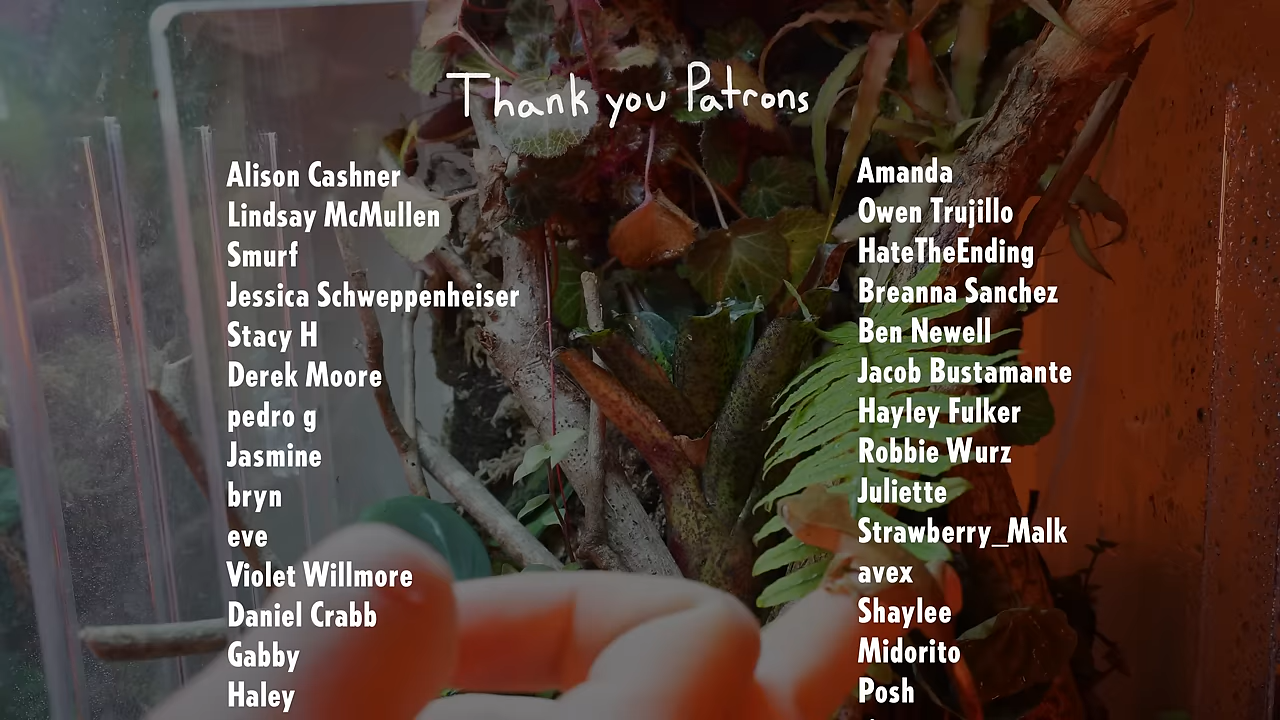 Thank you Patrons
Alison Cashner
Lindsay McMullen
Smurf
Jessica Schweppenheiser
Stacy H
Derek Moore
pedro g
Jasmine
bryn
eve
Violet Willmore
Daniel Crabb
Gabby
Haley
Amanda
Owen Trujillo
HateTheEnding
Breanna Sanchez
Ben Newell
Jacob Bustamante
Hayley Fulker
Robbie Wurz
Juliette
Strawberry_Malk
avex
Shaylee
Midorito
Posh